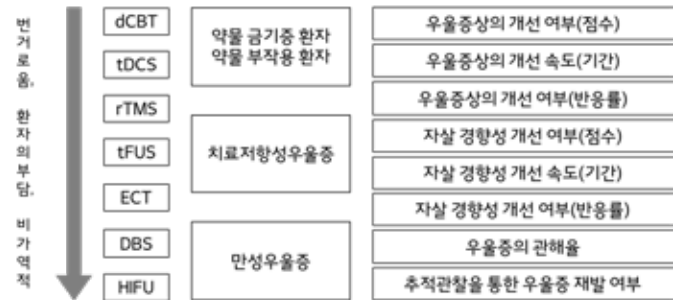 번거로움, 환자의 부담, 비가역적
dCBT
tDCS
rTMS
tFUS
ECT
DBS
HIFU
약물 금기증 환자
약물 부작용 환자
치료저항성우울증
만성우울증
우울증상의 개선 여부(점수)
우울증상의 개선 속도(기간)
우울증상의 개선 여부(반응률)
자살 경향성 개선 여부(점수)
자살 경향성 개선 속도(기간)
자살 경향성 개선 여부(반응률)
우울증의 관해율
추적관찰을 통한 우울증 재발 여부